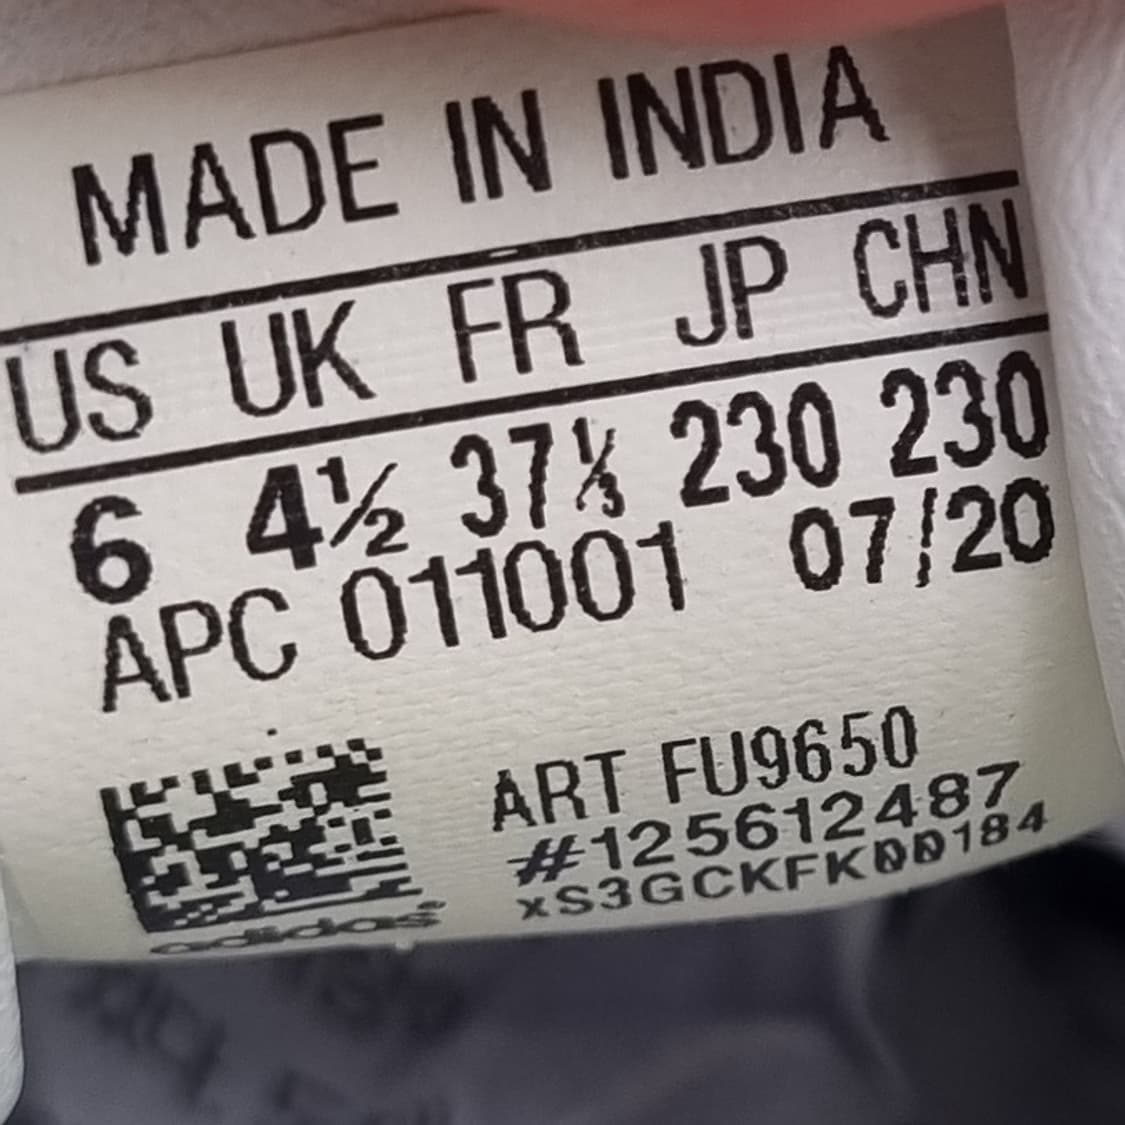 MADE IN INDIA
US UK FR JP CHN
6 4½ 37⅓ 230 230
APC 011001 07/20
ART FU9650
#125612487
xS3GCKFK00184
adidas